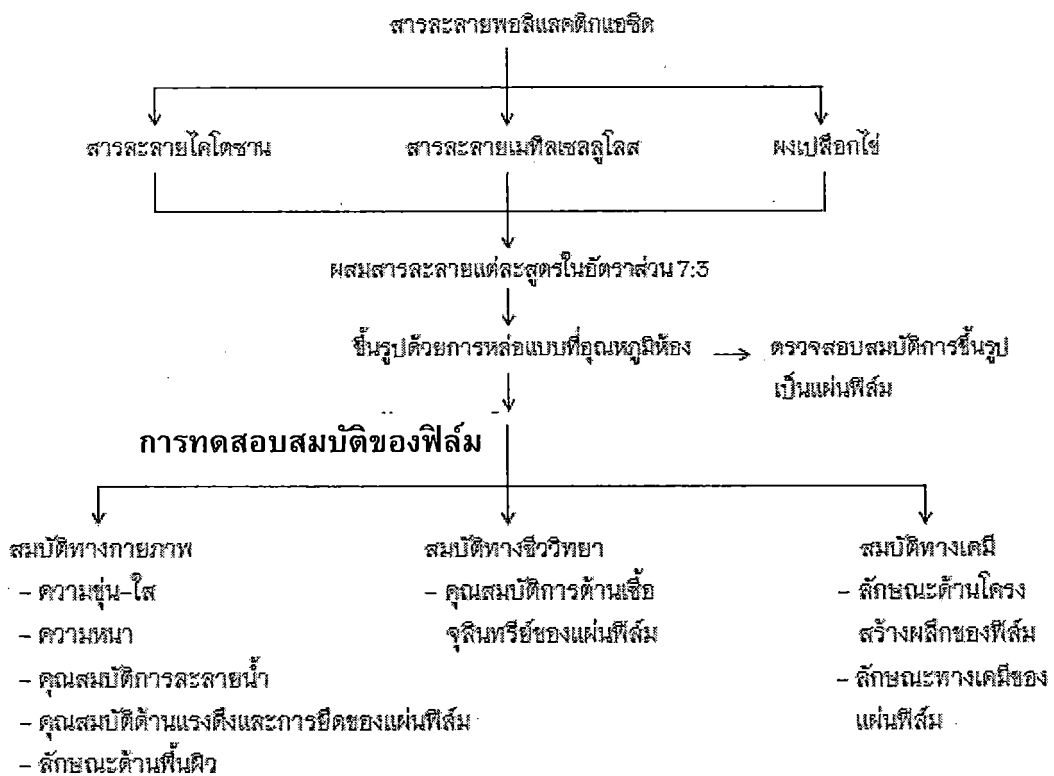 สารละลายพอลิแลคติกแอซิด
สารละลายไคโตซาน
สารละลายเมทิลเซลลูโลส
ผงเปลือกไข่
ผสมสารละลายแต่ละสูตรในอัตราส่วน 7:3
ขึ้นรูปด้วยการหล่อแบบที่อุณหภูมิห้อง
ตรวจสอบสมบัติการขึ้นรูป
เป็นแผ่นฟิล์ม
การทดสอบสมบัติของฟิล์ม
สมบัติทางกายภาพ
- ความขุ่น-ใส
- ความหนา
- คุณสมบัติการละลายน้ำ
- คุณสมบัติด้านแรงดึงและการยืดของแผ่นฟิล์ม
- ลักษณะด้านพื้นผิว
สมบัติทางชีววิทยา
- คุณสมบัติการต้านเชื้อ
จุลินทรีย์ของแผ่นฟิล์ม
สมบัติทางเคมี
- ลักษณะด้านโครง
สร้างผลึกของฟิล์ม
- ลักษณะทางเคมีของ
แผ่นฟิล์ม